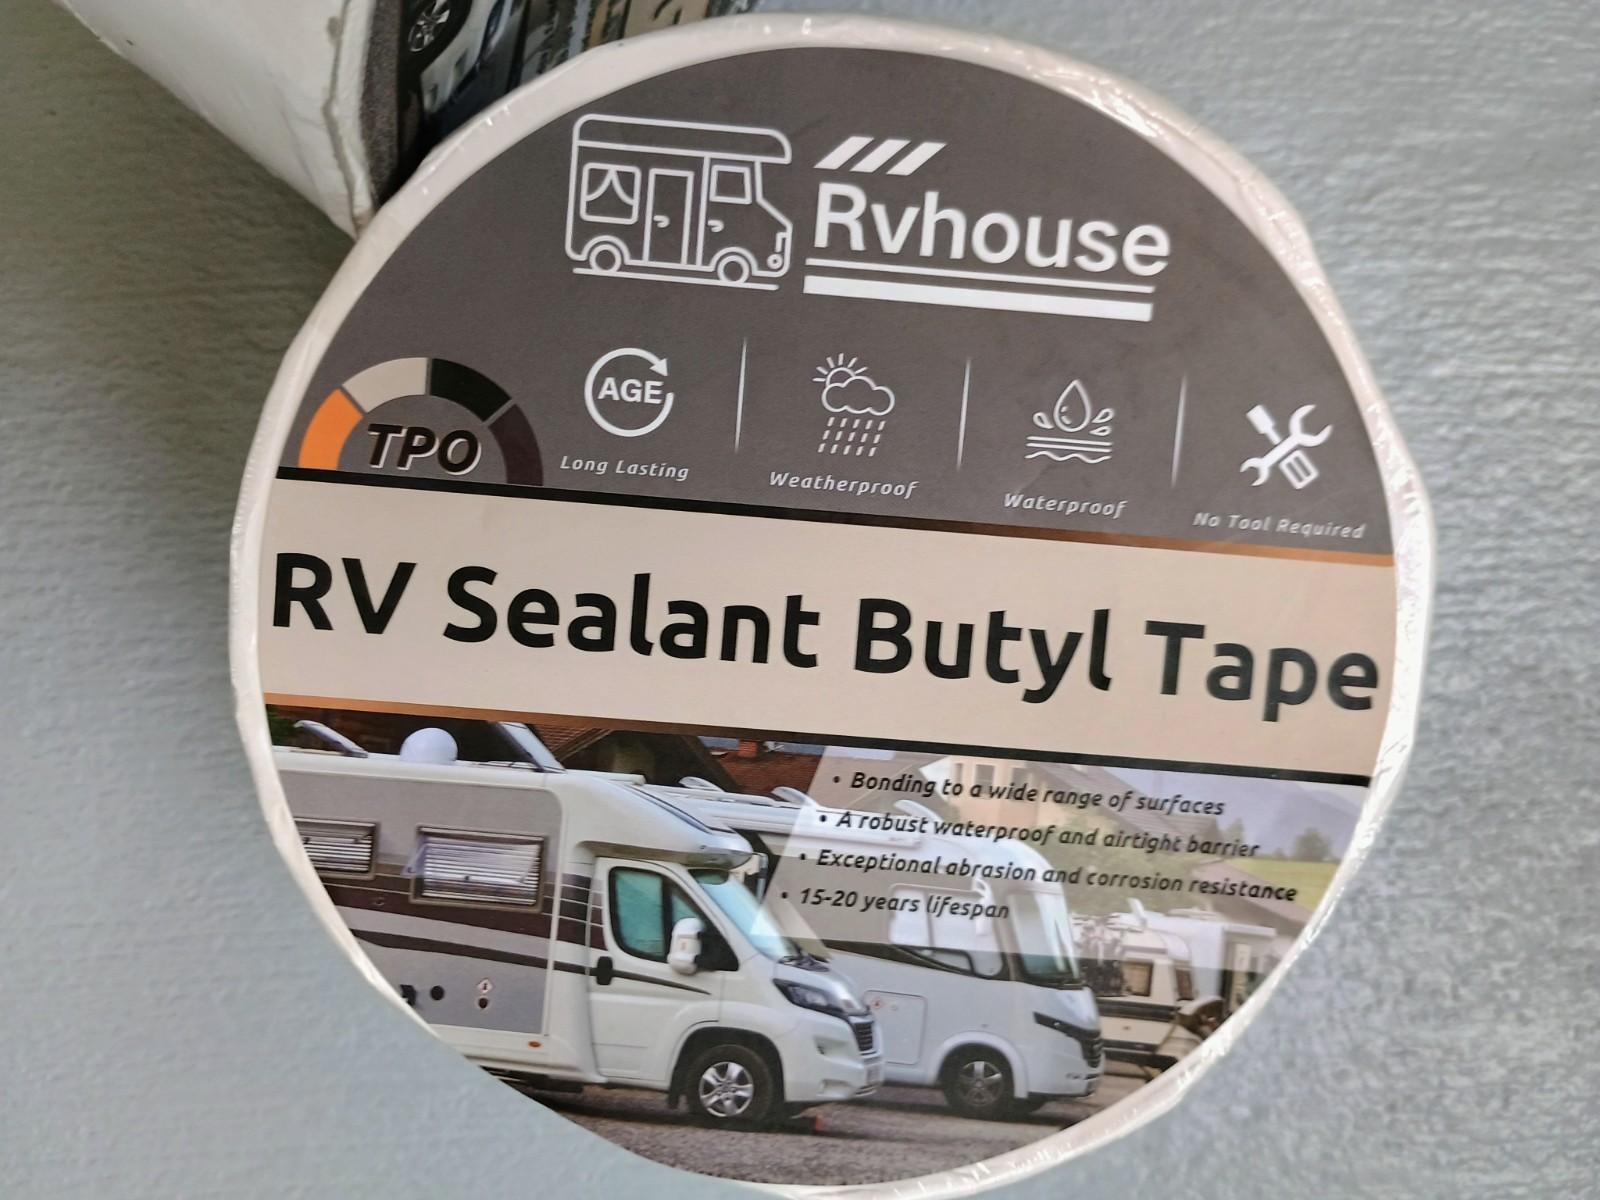 Rvhouse
TPO
AGE
Long Lasting
Weatherproof
Waterproof
No Tool Required
RV Sealant Butyl Tape
• Bonding to a wide range of surfaces
• A robust waterproof and airtight barrier
• Exceptional abrasion and corrosion resistance
• 15-20 years lifespan